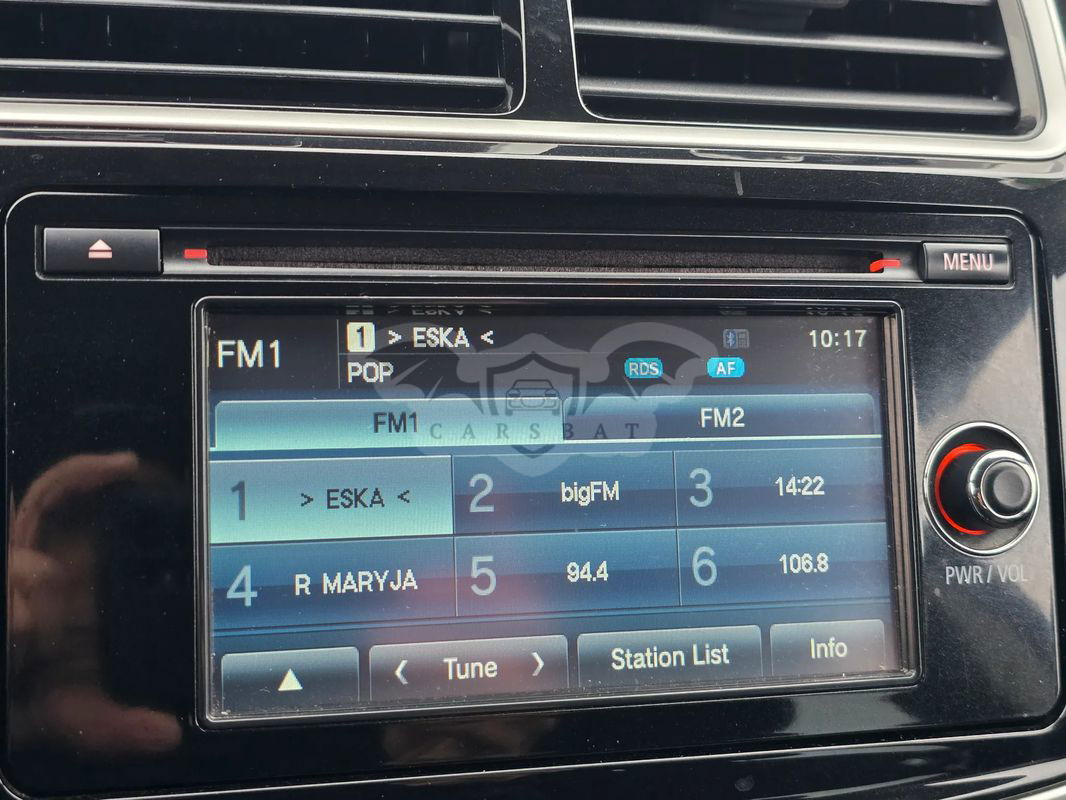 MENU
FM1
1 > ESKA <
10:17
POP
RDS
AF
FM1
FM2
CARSBAT
1 > ESKA <
2 bigFM
3 14:22
4 R MARYJA
5 94.4
6 106.8
< Tune >
Station List
Info
PWR / VOL